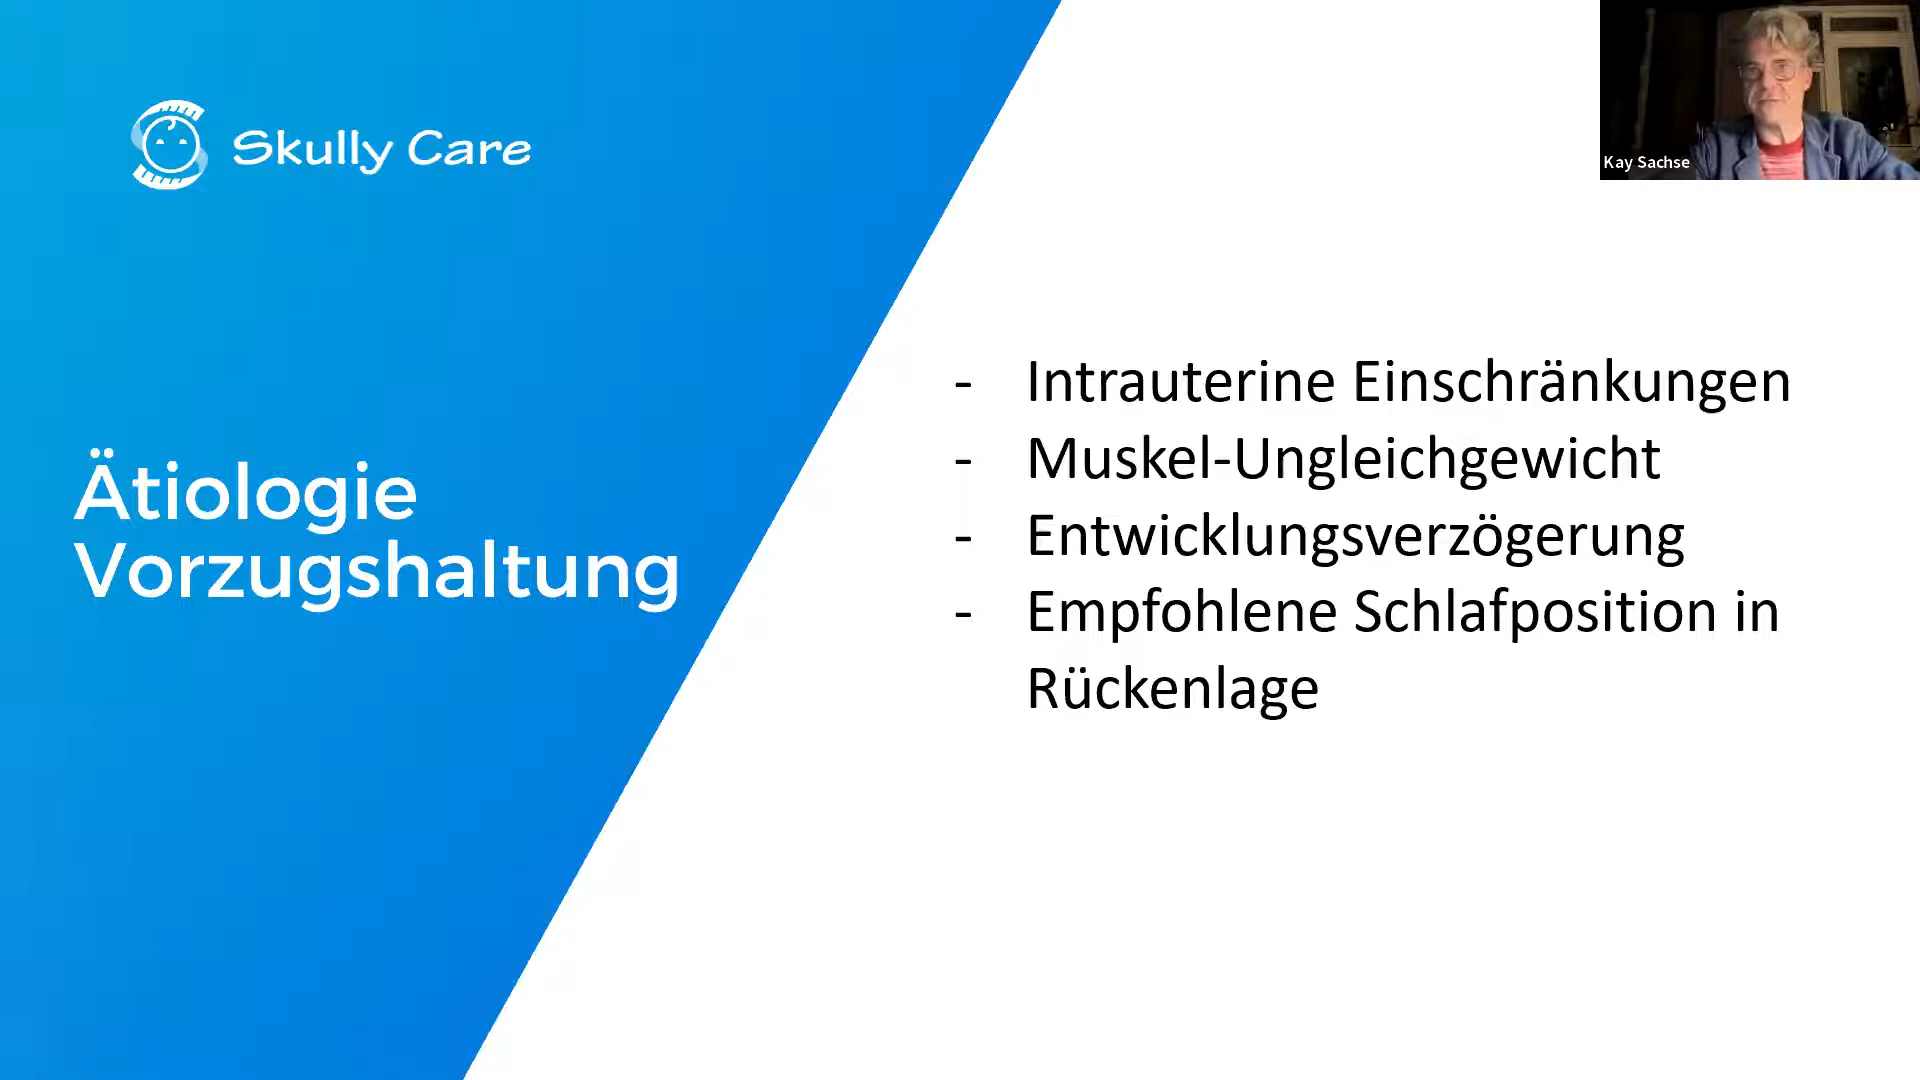 Skully Care
Kay Sachse
Ätiologie
Vorzugshaltung
- Intrauterine Einschränkungen
- Muskel-Ungleichgewicht
- Entwicklungsverzögerung
- Empfohlene Schlafposition in
Rückenlage